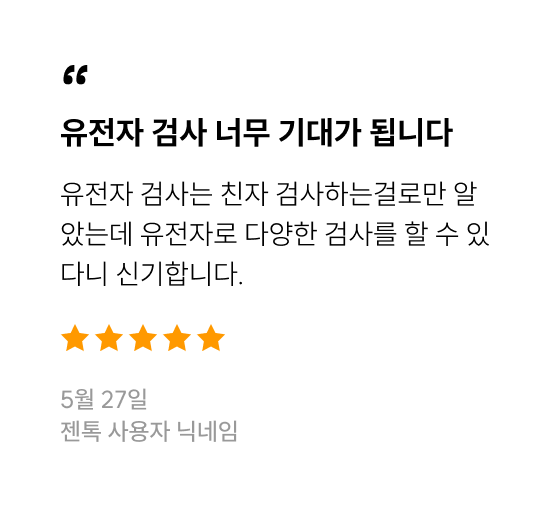 “
유전자 검사 너무 기대가 됩니다
유전자 검사는 친자 검사하는걸로만 알
았는데 유전자로 다양한 검사를 할 수 있
다니 신기합니다.
5월 27일
젠톡 사용자 닉네임